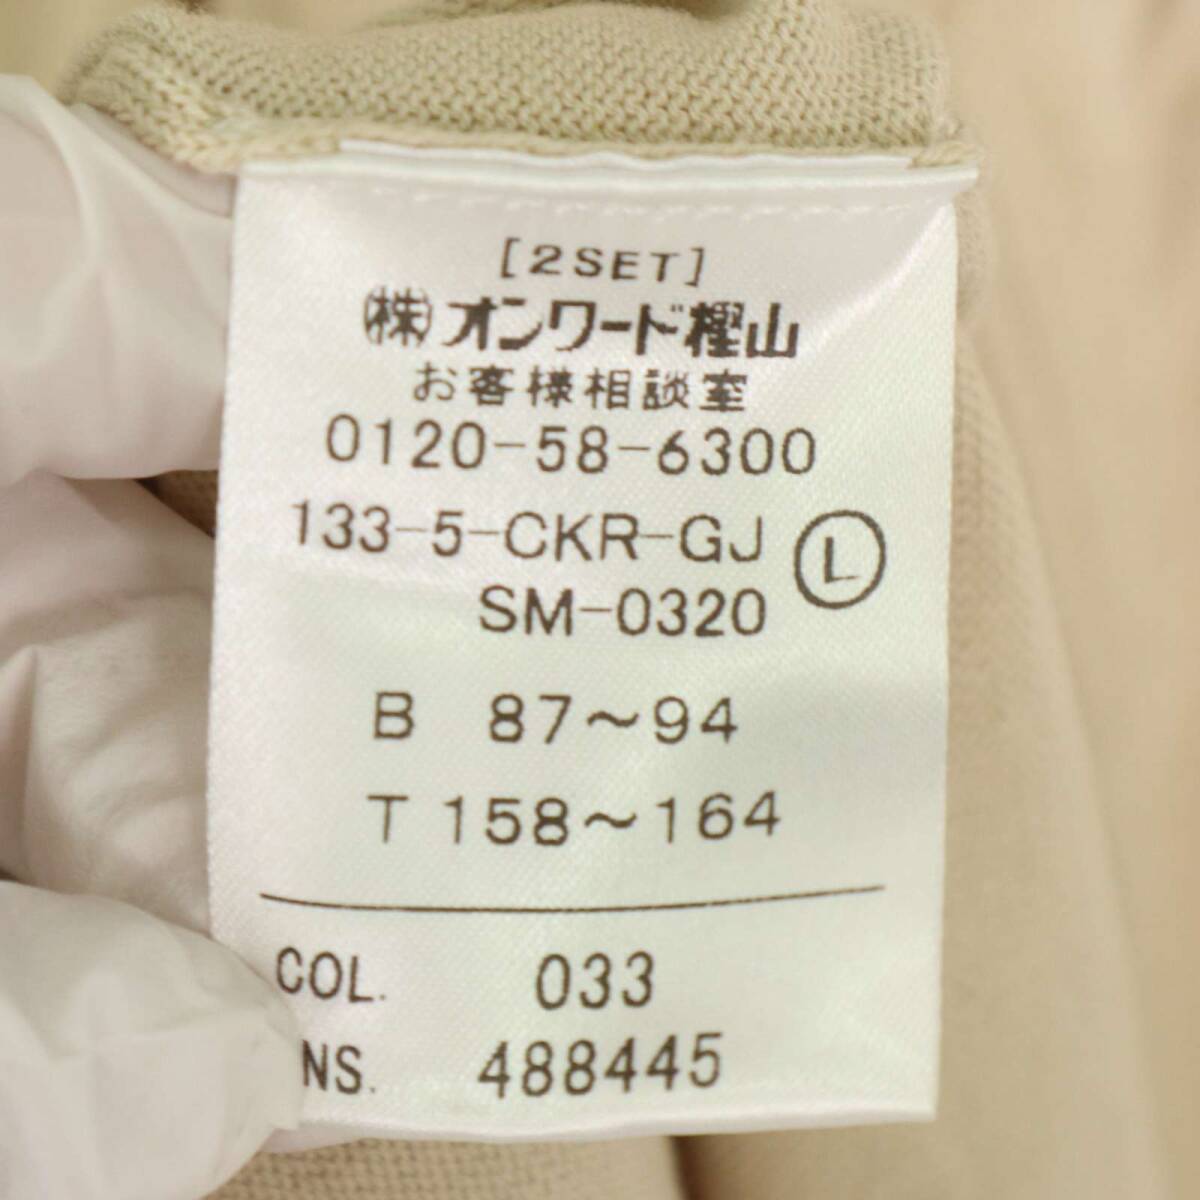 [2SET]
㈱オンワード樫山
お客様相談室
0120-58-6300
133-5-CKR-GJ Ⓛ
SM-0320
B 87～94
T 158～164
COL. 033
NS. 488445